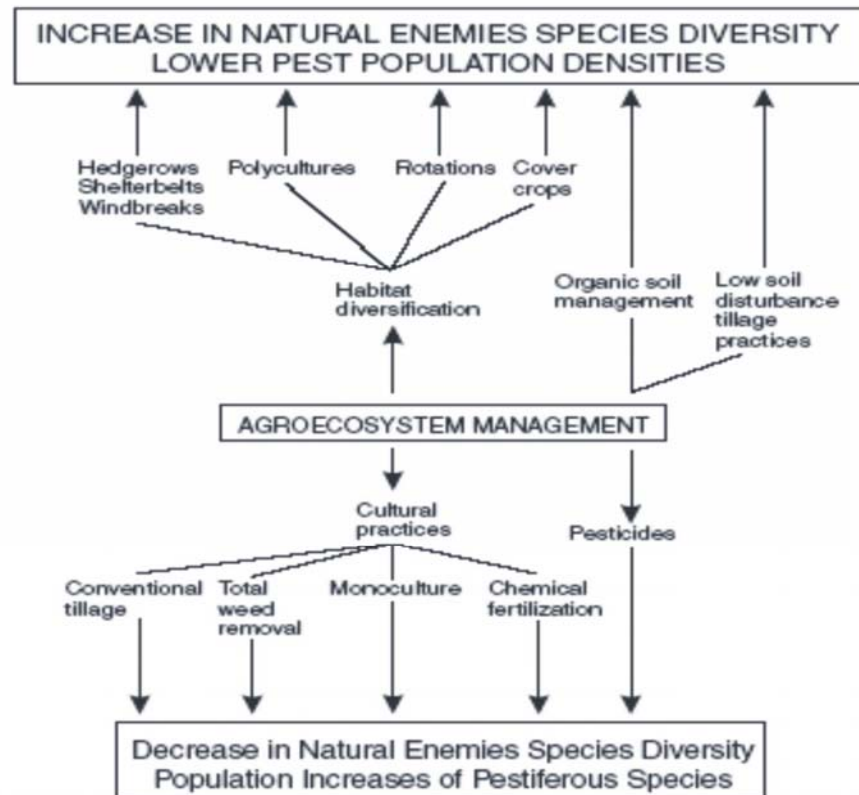 INCREASE IN NATURAL ENEMIES SPECIES DIVERSITY
LOWER PEST POPULATION DENSITIES
Hedgerows
Shelterbelts
Windbreaks
Polycultures
Rotations
Cover
crops
Habitat
diversification
Organic soil
management
Low soil
disturbance
tillage
practices
AGROECOSYSTEM MANAGEMENT
Cultural
practices
Pesticides
Conventional
tillage
Total
weed
removal
Monoculture
Chemical
fertilization
Decrease in Natural Enemies Species Diversity
Population Increases of Pestiferous Species